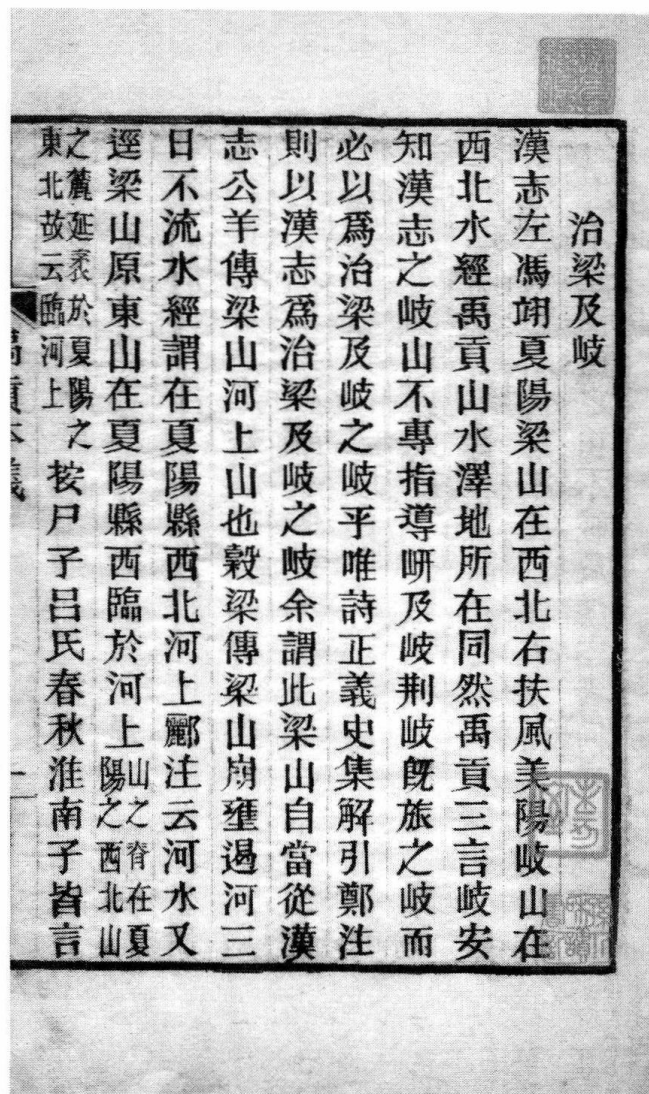 治梁及岐
漢志左馮翊夏陽梁山在西北右扶風美陽岐山在
西北水經禹貢山水澤地所在同然禹貢三言岐安
知漢志之岐山不專指導岍及岐荆岐旣旅之岐而
必以爲治梁及岐之岐乎唯詩正義史集解引鄭注
則以漢志爲治梁及岐之岐余謂此梁山自當從漢
志公羊傳梁山河上山也穀梁傳梁山崩壅遏河三
日不流水經謂在夏陽縣西北河上酈注云河水又
逕梁山原東山在夏陽縣西臨於河上山之脊在夏陽之西北山
之麓延袤於夏陽之東北故云臨河上按尸子呂氏春秋淮南子皆言